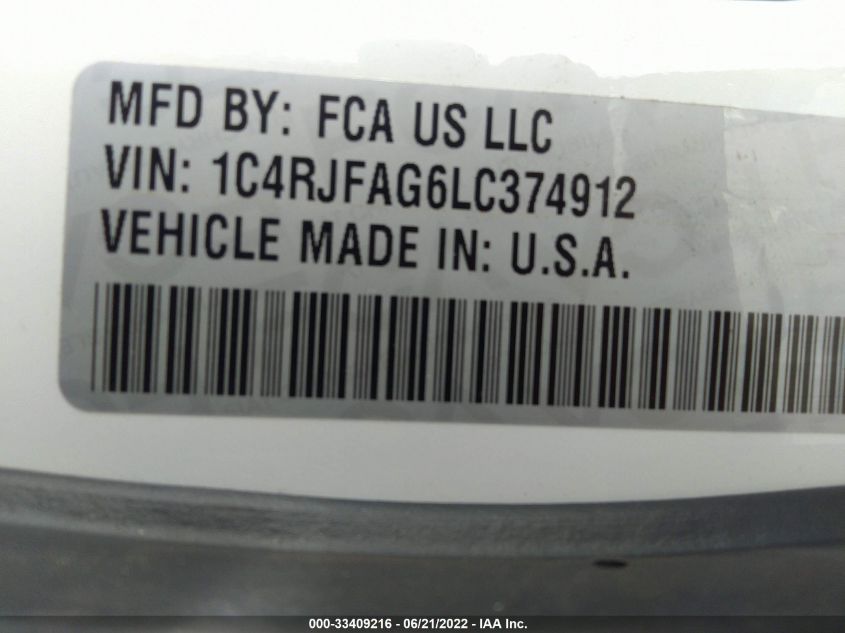 MFD BY: FCA US LLC
VIN: 1C4RJFAG6LC374912
VEHICLE MADE IN: U.S.A.
000-33409216 - 06/21/2022 - IAA Inc.